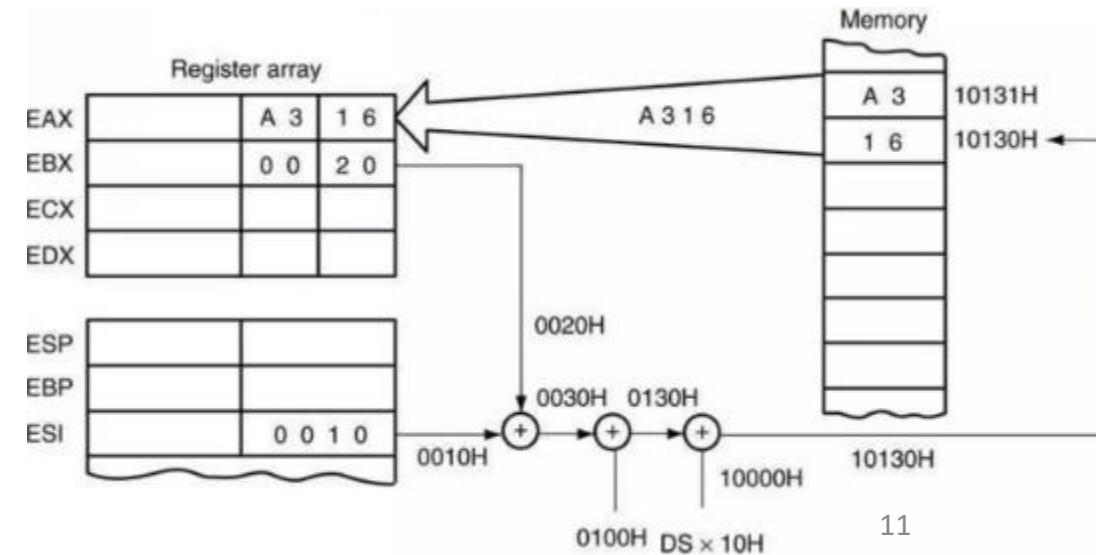 Memory
Register array
EAX A 3 1 6
A 3 1 6
A 3 10131H
EBX 0 0 2 0
1 6 10130H
ECX
EDX
0020H
ESP
EBP
0030H 0130H
ESI 0 0 1 0
0010H
10130H
10000H
0100H DS × 10H
11